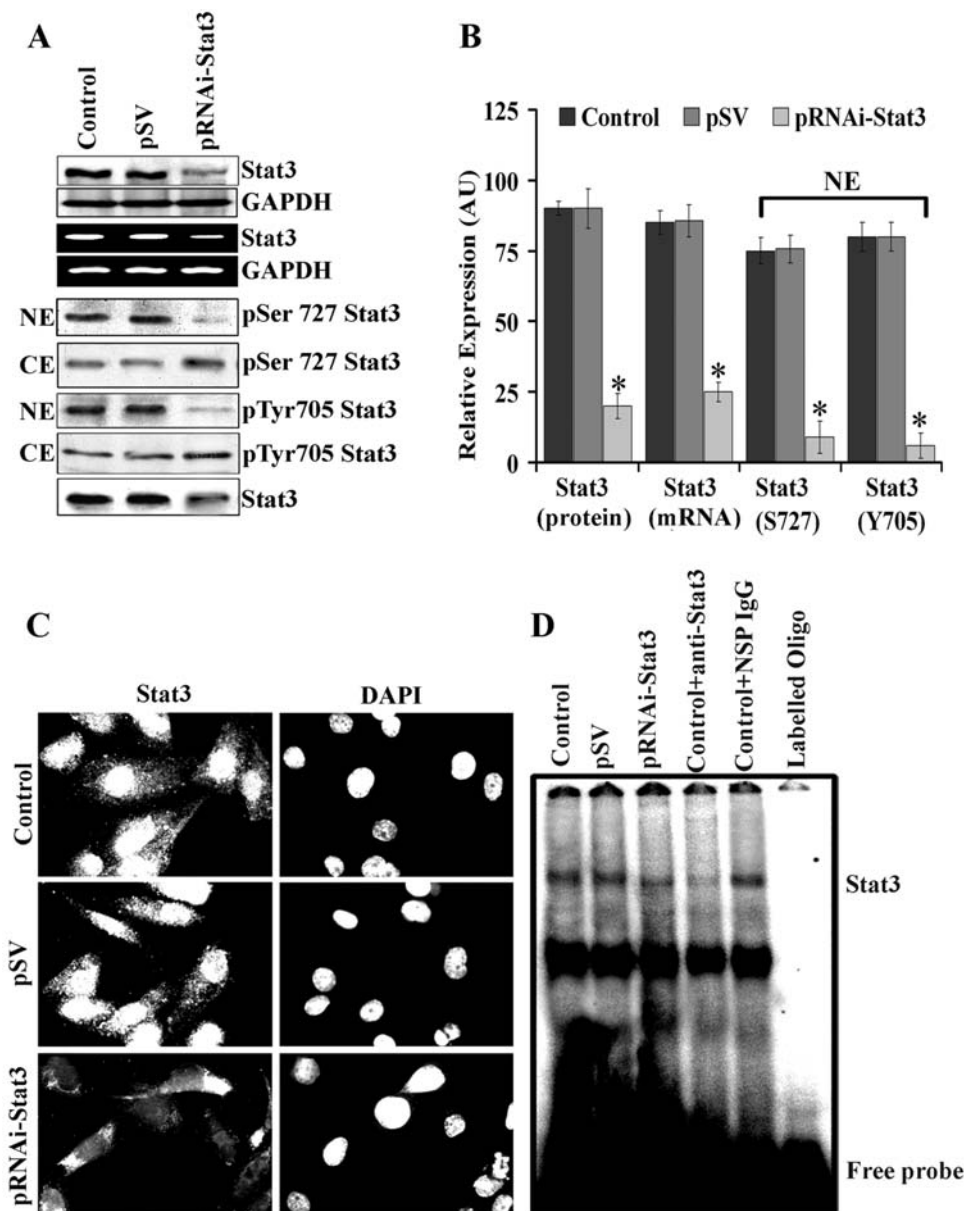 A
Control
pSV
pRNAi-Stat3
Stat3
GAPDH
Stat3
GAPDH
NE pSer 727 Stat3
CE pSer 727 Stat3
NE pTyr705 Stat3
CE pTyr705 Stat3
Stat3
B
Control pSV pRNAi-Stat3
NE
Relative Expression (AU)
125
100
75
50
25
0
* * * *
Stat3 (protein)
Stat3 (mRNA)
Stat3 (S727)
Stat3 (Y705)
C
Stat3 DAPI
Control
pSV
pRNAi-Stat3
D
Control
pSV
pRNAi-Stat3
Control+anti-Stat3
Control+NSP IgG
Labelled Oligo
Stat3
Free probe